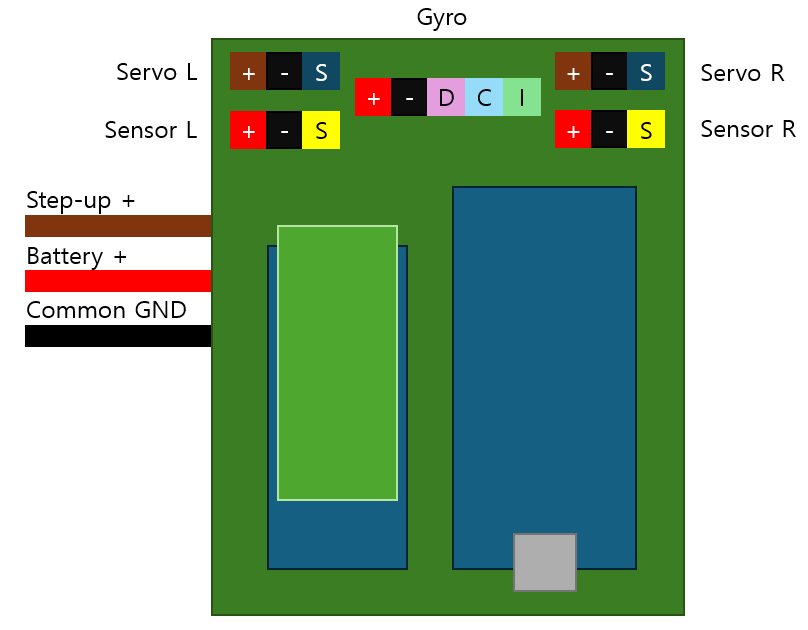 Gyro
Servo L
+ - S
+ - D C I
+ - S
Servo R
Sensor L
+ - S
+ - S
Sensor R
Step-up +
Battery +
Common GND